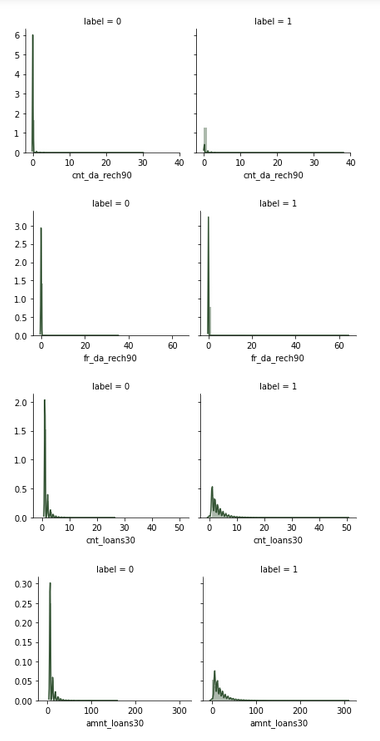 label = 0 label = 1
6
5
4
3
2
1
0
0 10 20 30 40 0 10 20 30 40
cnt_da_rech90 cnt_da_rech90
label = 0 label = 1
3.0
2.5
2.0
1.5
1.0
0.5
0.0
0 20 40 60 0 20 40 60
fr_da_rech90 fr_da_rech90
label = 0 label = 1
2.0
1.5
1.0
0.5
0.0
0 10 20 30 40 50 0 10 20 30 40 50
cnt_loans30 cnt_loans30
label = 0 label = 1
0.30
0.25
0.20
0.15
0.10
0.05
0.00
0 100 200 300 0 100 200 300
amnt_loans30 amnt_loans30